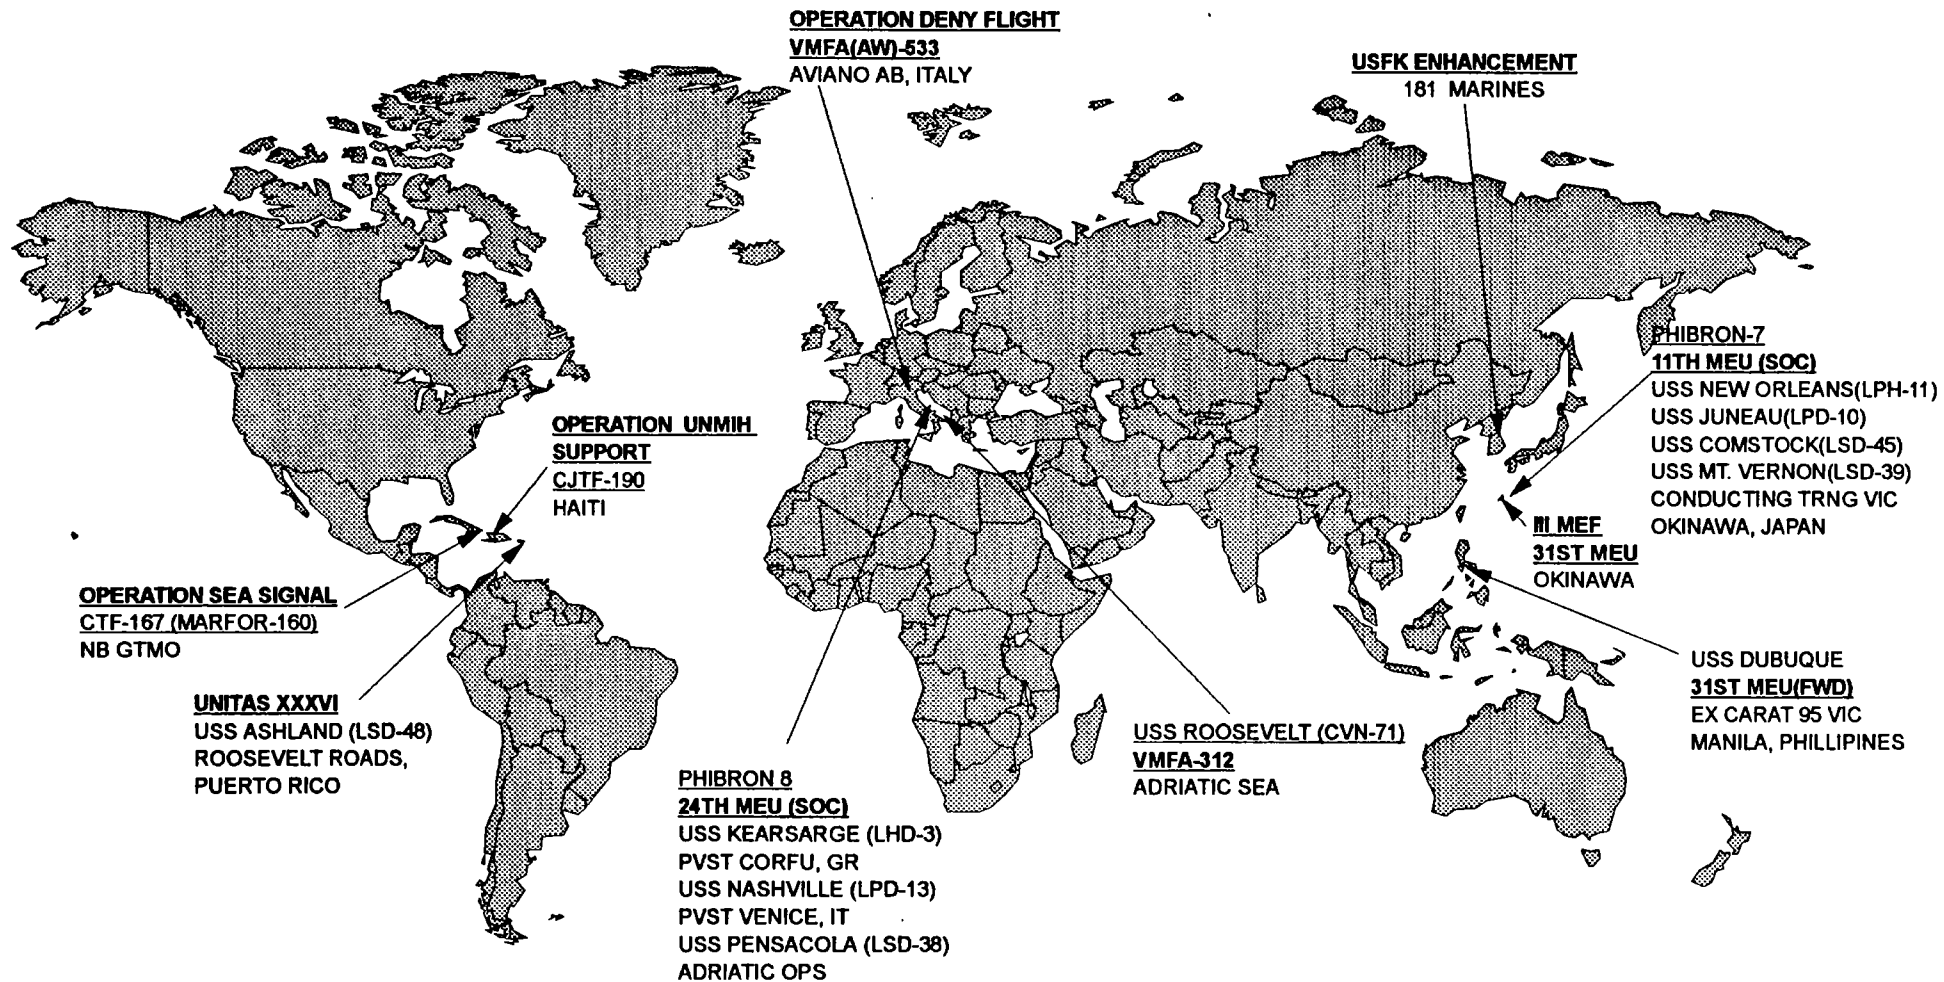 OPERATION DENY FLIGHT
VMFA(AW)-533
AVIANO AB, ITALY
USFK ENHANCEMENT
181 MARINES
PHIBRON-7
11TH MEU (SOC)
USS NEW ORLEANS(LPH-11)
USS JUNEAU(LPD-10)
USS COMSTOCK(LSD-45)
USS MT. VERNON(LSD-39)
CONDUCTING TRNG VIC
OKINAWA, JAPAN
OPERATION UNMIH
SUPPORT
CJTF-190
HAITI
III MEF
31ST MEU
OKINAWA
OPERATION SEA SIGNAL
CTF-167 (MARFOR-160)
NB GTMO
USS DUBUQUE
31ST MEU(FWD)
EX CARAT 95 VIC
MANILA, PHILLIPINES
UNITAS XXXVI
USS ASHLAND (LSD-48)
ROOSEVELT ROADS,
PUERTO RICO
USS ROOSEVELT (CVN-71)
VMFA-312
ADRIATIC SEA
PHIBRON 8
24TH MEU (SOC)
USS KEARSARGE (LHD-3)
PVST CORFU, GR
USS NASHVILLE (LPD-13)
PVST VENICE, IT
USS PENSACOLA (LSD-38)
ADRIATIC OPS